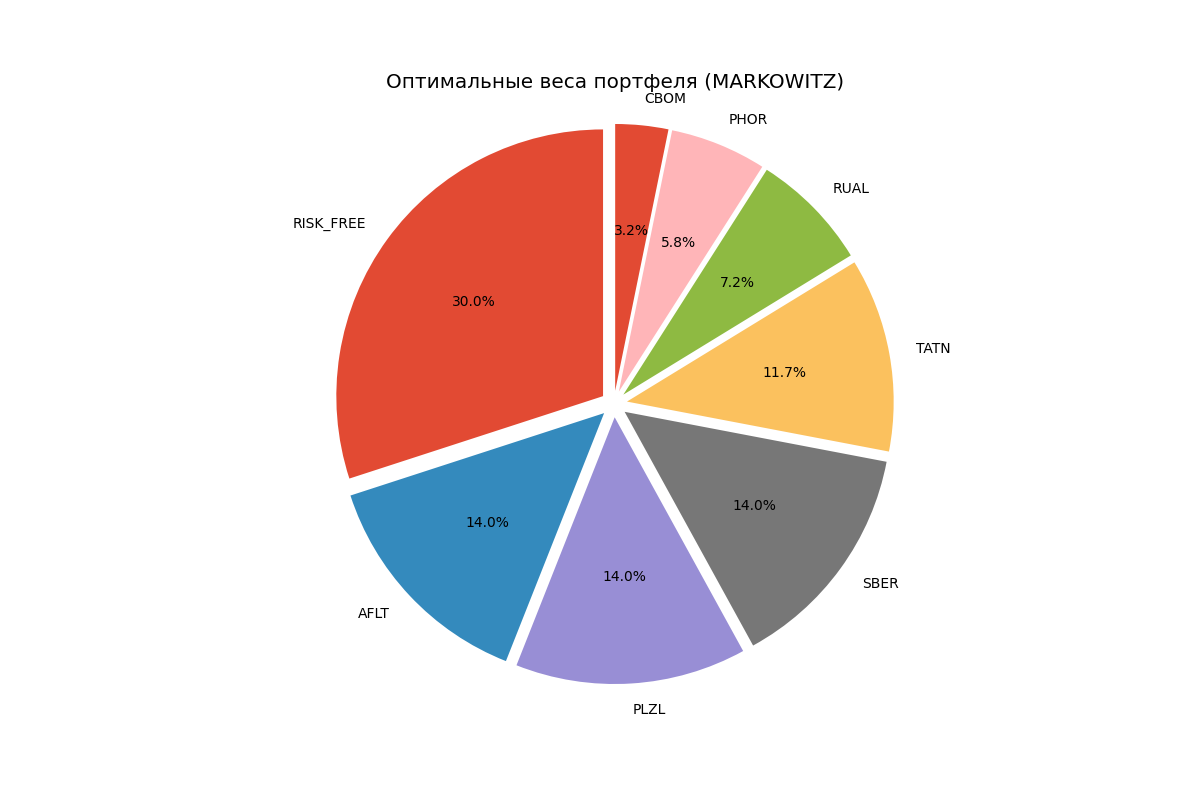 Оптимальные веса портфеля (MARKOWITZ)
CBOM
PHOR
RUAL
RISK_FREE
3.2%
5.8%
7.2%
30.0%
TATN
11.7%
14.0%
14.0%
14.0%
SBER
AFLT
PLZL